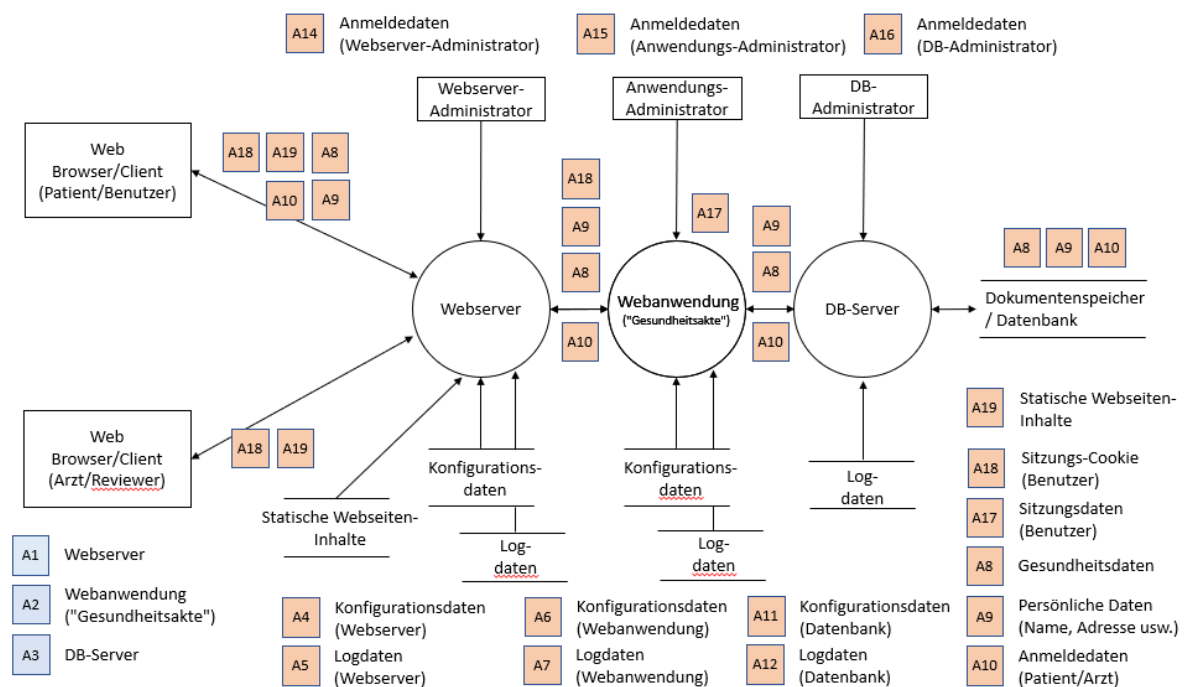 A14
Anmeldedaten
(Webserver-Administrator)
A15
Anmeldedaten
(Anwendungs-Administrator)
A16
Anmeldedaten
(DB-Administrator)
Webserver-
Administrator
Anwendungs-
Administrator
DB-
Administrator
Web
Browser/Client
(Patient/Benutzer)
A18
A19
A8
A10
A9
A18
A9
A8
A10
A17
A9
A8
A10
A8
A9
A10
Webserver
Webanwendung
("Gesundheitsakte")
DB-Server
Dokumentenspeicher
/ Datenbank
Web
Browser/Client
(Arzt/Reviewer)
A18
A19
Statische Webseiten-
Inhalte
Konfigurations-
daten
Log-
daten
Konfigurations-
daten
Log-
daten
Log-
daten
A19
Statische Webseiten-
Inhalte
A18
Sitzungs-Cookie
(Benutzer)
A17
Sitzungsdaten
(Benutzer)
A8
Gesundheitsdaten
A9
Persönliche Daten
(Name, Adresse usw.)
A10
Anmeldedaten
(Patient/Arzt)
A1
Webserver
A2
Webanwendung
("Gesundheitsakte")
A3
DB-Server
A4
Konfigurationsdaten
(Webserver)
A5
Logdaten
(Webserver)
A6
Konfigurationsdaten
(Webanwendung)
A7
Logdaten
(Webanwendung)
A11
Konfigurationsdaten
(Datenbank)
A12
Logdaten
(Datenbank)